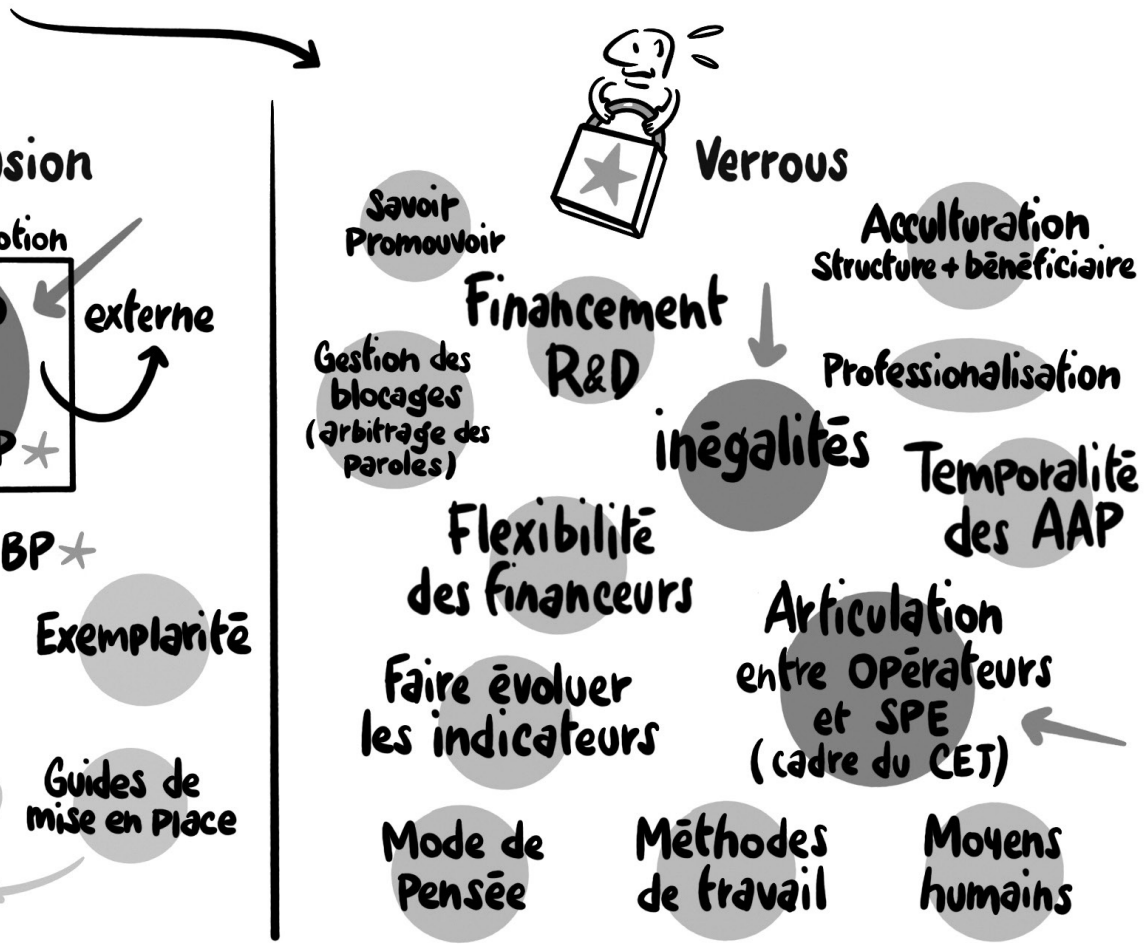 externe
BP
Exemplarité
Guides de
mise en place
Verrous
Savoir
Promouvoir
Acculturation
Structure + bénéficiaire
Financement
R&D
Gestion des
blocages
(arbitrage des
paroles)
Professionalisation
inégalités
Temporalité
des AAP
Flexibilité
des financeurs
Articulation
entre opérateurs
et SPE
(cadre du CET)
Faire évoluer
les indicateurs
Mode de
Pensée
Méthodes
de travail
Moyens
humains